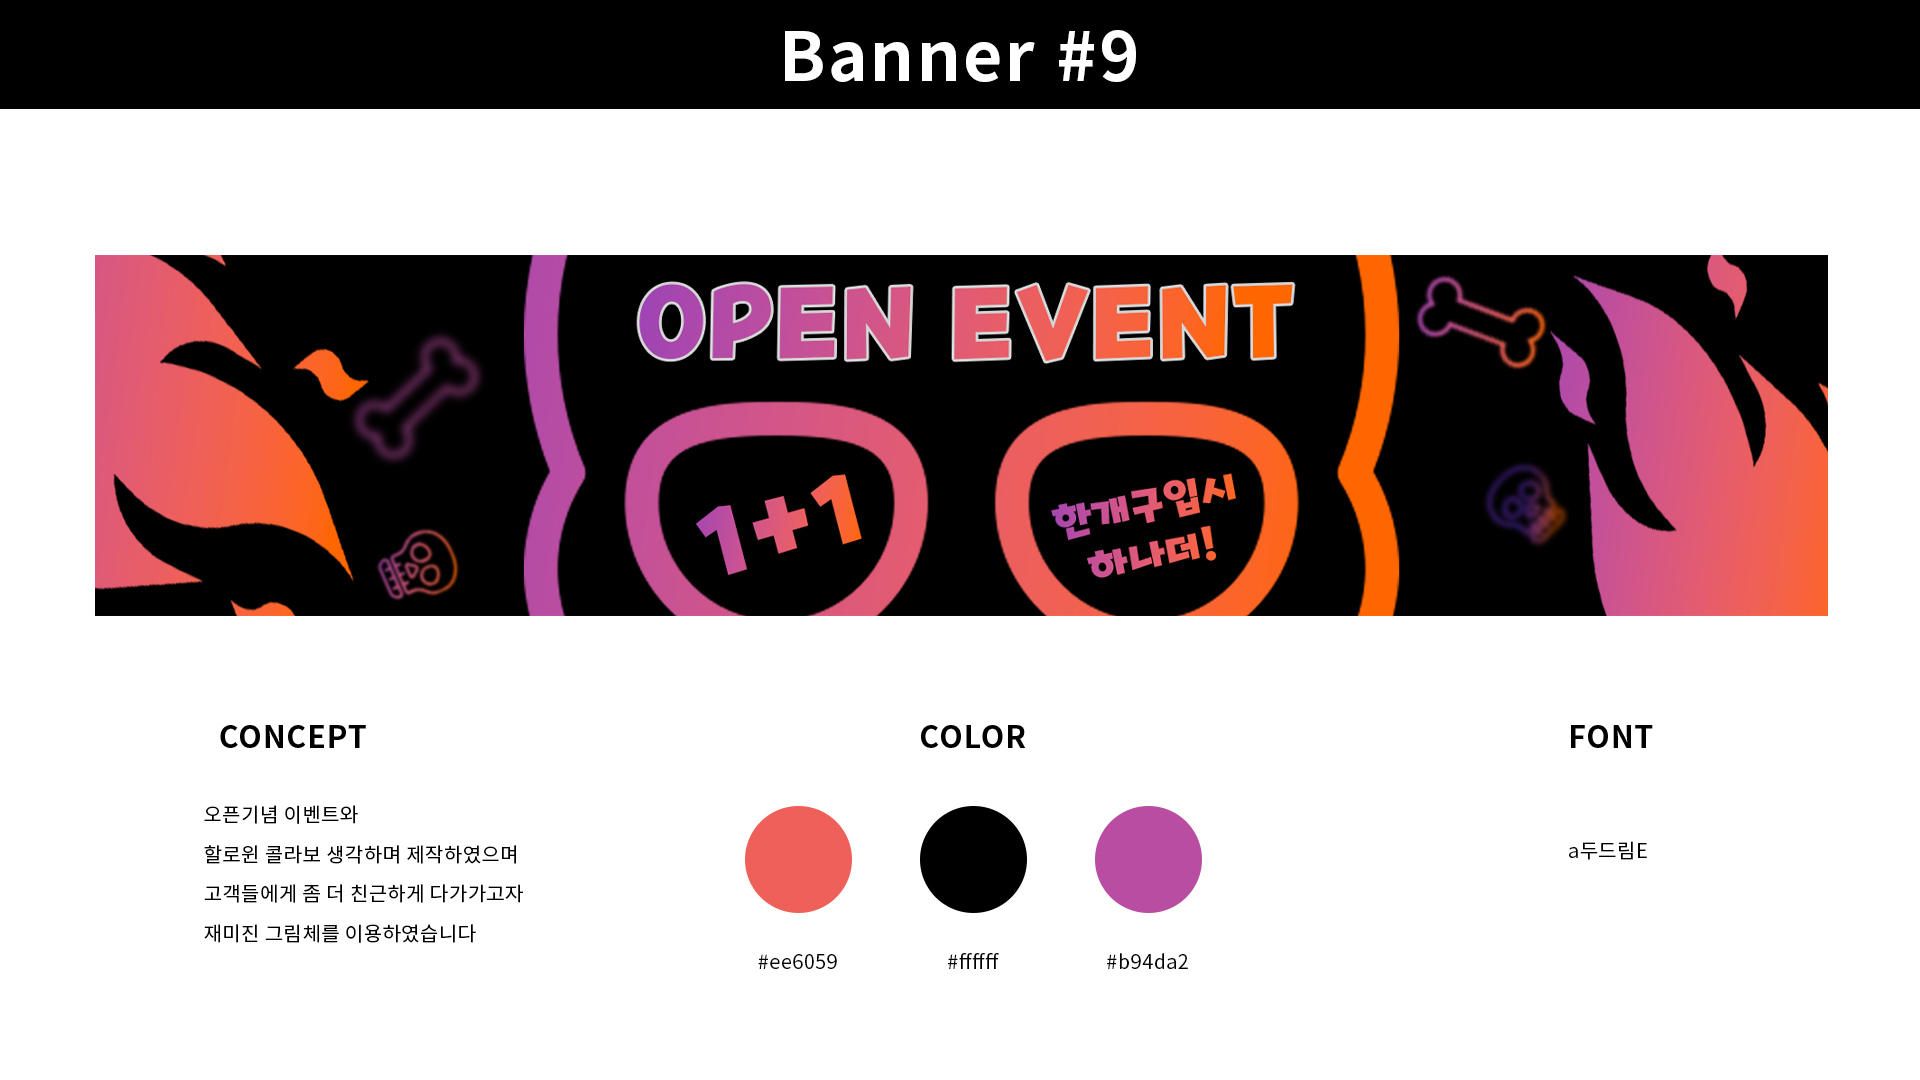 Banner #9
OPEN EVENT
1+1
한개구입시
하나더!
CONCEPT
오픈기념 이벤트와
할로윈 콜라보 생각하며 제작하였으며
고객들에게 좀 더 친근하게 다가가고자
재미진 그림체를 이용하였습니다
COLOR
#ee6059
#ffffff
#b94da2
FONT
a두드림E